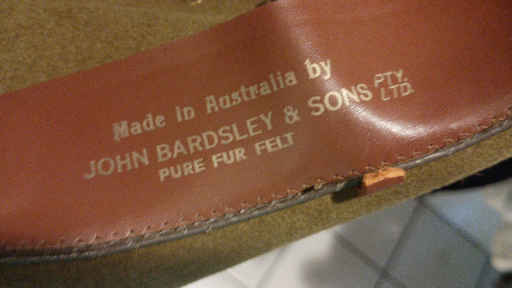 Made in Australia by
JOHN BARDSLEY & SONS PTY. LTD.
PURE FUR FELT